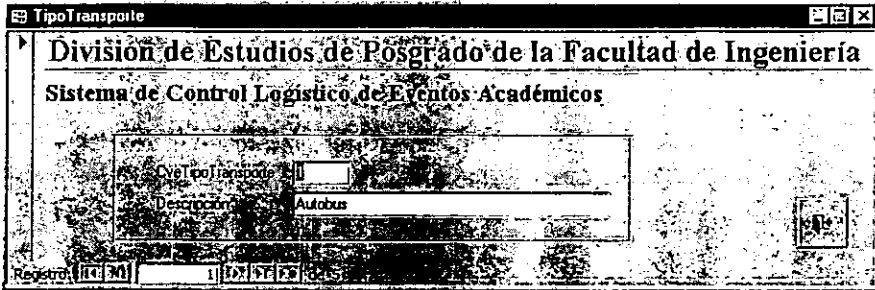 TipoTransporte
División de Estudios de Posgrado de la Facultad de Ingeniería
Sistema de Control Logístico de Eventos Académicos
CveTipoTransporte
Descripción Autobus
Registro: 1